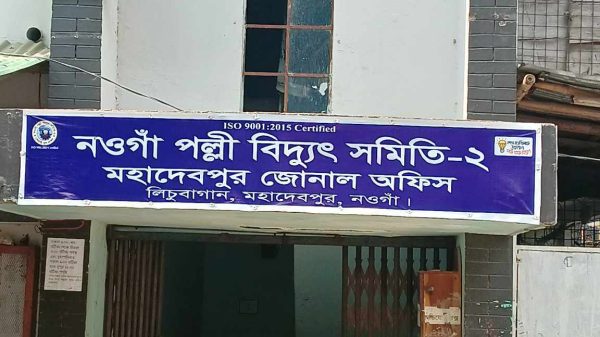 ISO 9001:2015 Certified
নওগাঁ পল্লী বিদ্যুৎ সমিতি-২
মহাদেবপুর জোনাল অফিস
লিচুবাগান, মহাদেবপুর, নওগাঁ।